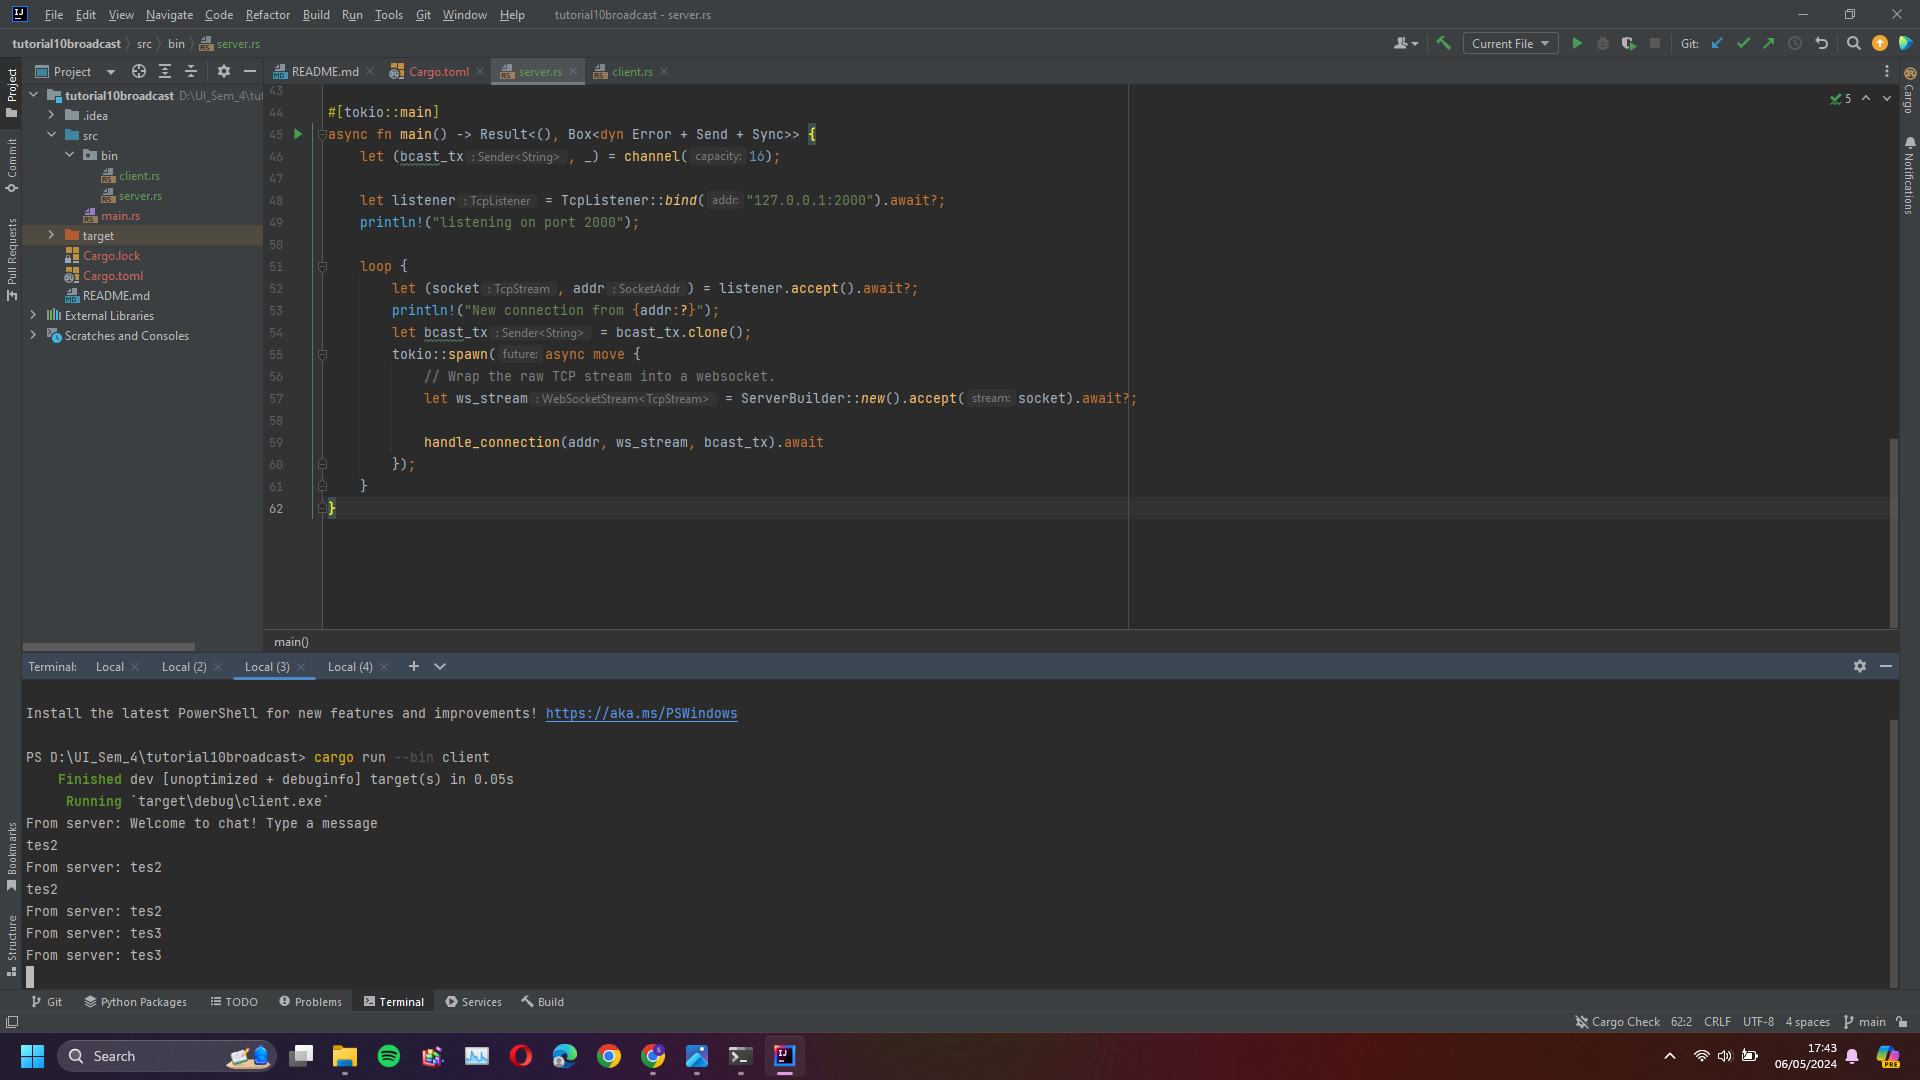 File Edit View Navigate Code Refactor Build Run Tools Git Window Help tutorial10broadcast - server.rs
tutorial10broadcast src bin server.rs Current File Git:
Project README.md Cargo.toml server.rs client.rs
tutorial10broadcast D:\UI_Sem_4\tut
.idea
src
bin
client.rs
server.rs
main.rs
target
Cargo.lock
Cargo.toml
README.md
External Libraries
Scratches and Consoles
Project
Commit
Pull Requests
Bookmarks
Structure
Cargo
Notifications
5
43
44 #[tokio::main]
45 async fn main() -> Result<(), Box<dyn Error + Send + Sync>> {
46 let (bcast_tx : Sender<String> , _) = channel( capacity: 16);
47
48 let listener : TcpListener = TcpListener::bind( addr: "127.0.0.1:2000").await?;
49 println!("listening on port 2000");
50
51 loop {
52 let (socket : TcpStream , addr : SocketAddr ) = listener.accept().await?;
53 println!("New connection from {addr:?}");
54 let bcast_tx : Sender<String> = bcast_tx.clone();
55 tokio::spawn( future: async move {
56 // Wrap the raw TCP stream into a websocket.
57 let ws_stream : WebSocketStream<TcpStream> = ServerBuilder::new().accept( stream: socket).await?;
58
59 handle_connection(addr, ws_stream, bcast_tx).await
60 });
61 }
62 }
main()
Terminal: Local Local (2) Local (3) Local (4)
Install the latest PowerShell for new features and improvements! https://aka.ms/PSWindows
PS D:\UI_Sem_4\tutorial10broadcast> cargo run --bin client
Finished dev [unoptimized + debuginfo] target(s) in 0.05s
Running `target\debug\client.exe`
From server: Welcome to chat! Type a message
tes2
From server: tes2
tes2
From server: tes2
From server: tes3
From server: tes3
Git Python Packages TODO Problems Terminal Services Build
Cargo Check 62:2 CRLF UTF-8 4 spaces main
Search
17:43
06/05/2024
PRE